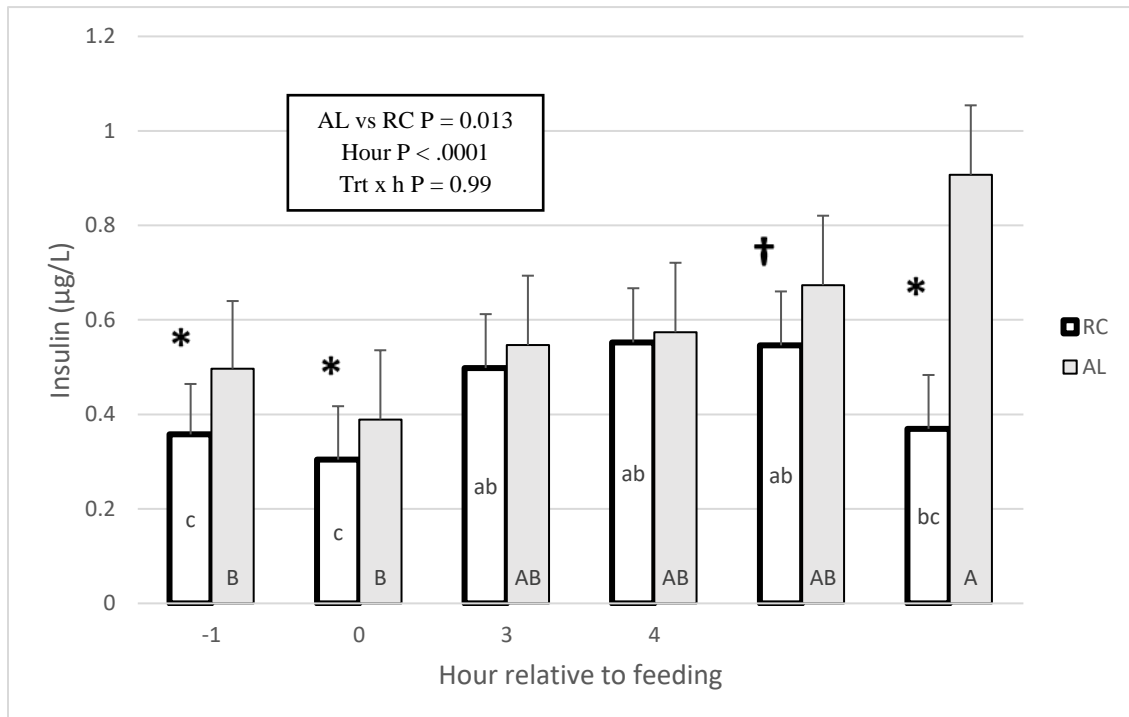 1.2
1
0.8
0.6
0.4
0.2
0
Insulin (µg/L)
AL vs RC P = 0.013
Hour P < .0001
Trt x h P = 0.99
*
*
†
*
c
B
c
B
ab
AB
ab
AB
ab
AB
bc
A
-1
0
3
4
Hour relative to feeding
RC
AL